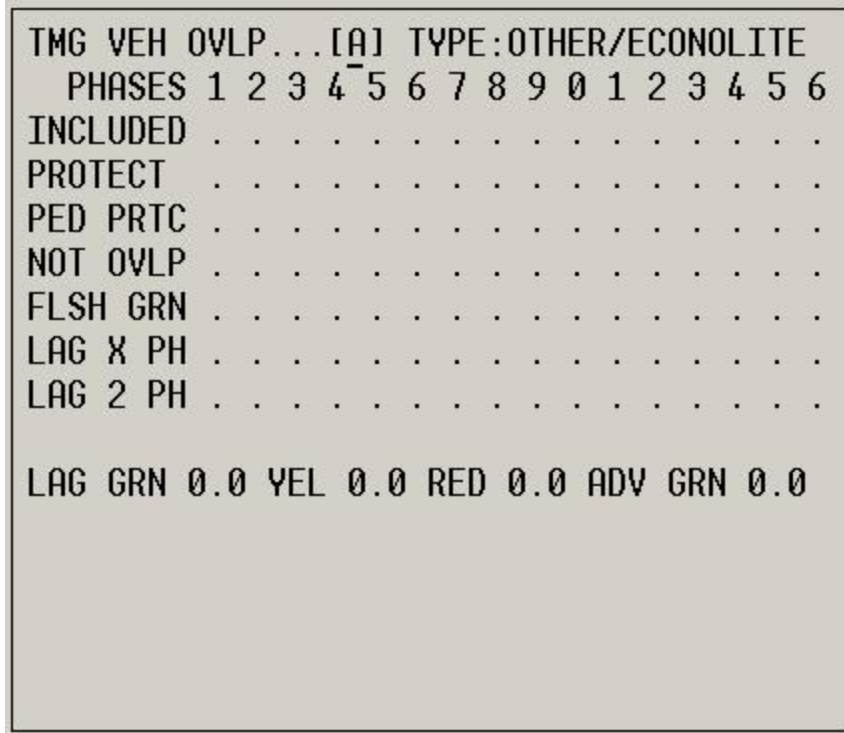 TMG VEH OVLP...[A] TYPE:OTHER/ECONOLITE
PHASES 1 2 3 4 5 6 7 8 9 0 1 2 3 4 5 6
INCLUDED . . . . . . . . . . . . . . . .
PROTECT . . . . . . . . . . . . . . . .
PED PRTC . . . . . . . . . . . . . . . .
NOT OVLP . . . . . . . . . . . . . . . .
FLSH GRN . . . . . . . . . . . . . . . .
LAG X PH . . . . . . . . . . . . . . . .
LAG 2 PH . . . . . . . . . . . . . . . .
LAG GRN 0.0 YEL 0.0 RED 0.0 ADV GRN 0.0